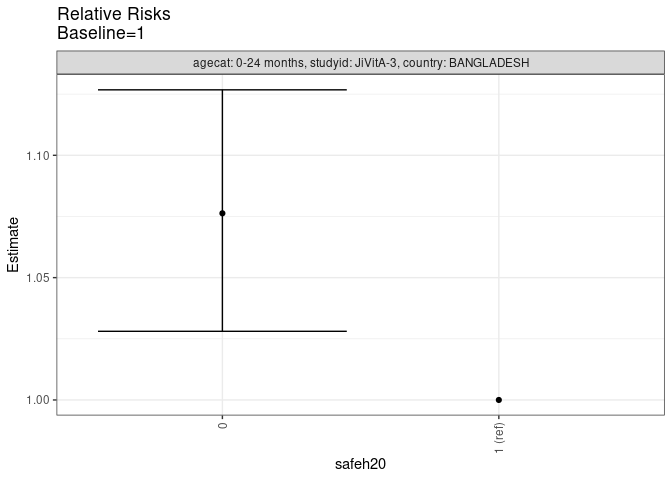 Relative Risks
Baseline=1
agecat: 0-24 months, studyid: JiVitA-3, country: BANGLADESH
Estimate
1.10
1.05
1.00
0
1 (ref)
safeh20